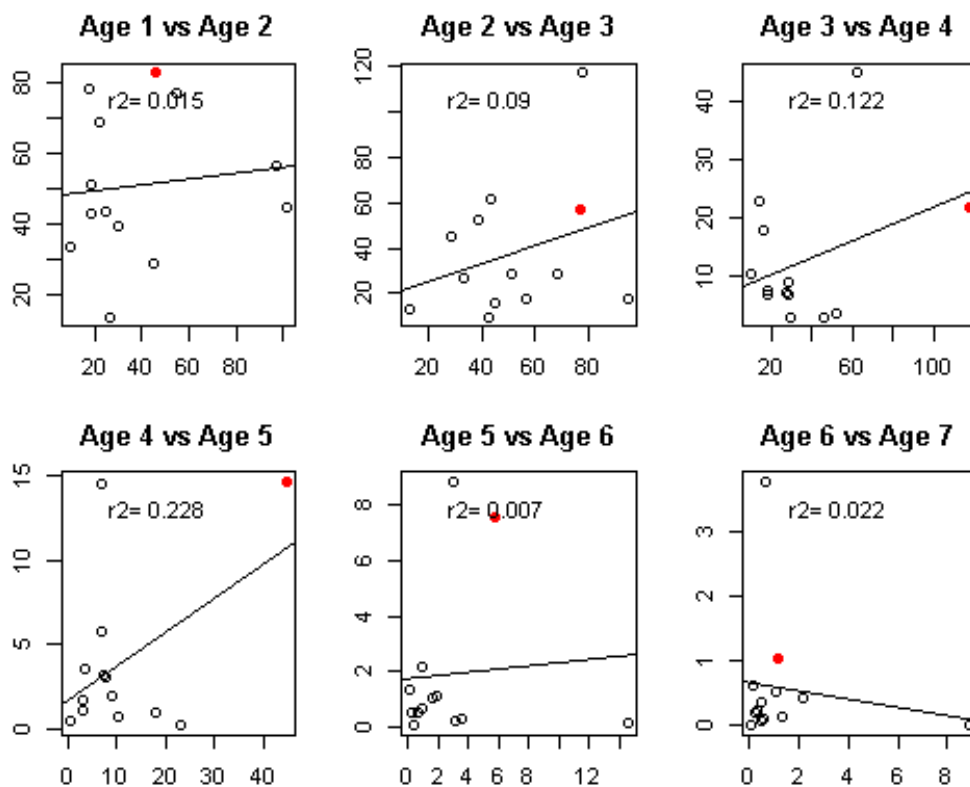 Age 1 vs Age 2
r2= 0.015
80
60
40
20
20 40 60 80
Age 2 vs Age 3
r2= 0.09
120
80
60
40
20
20 40 60 80
Age 3 vs Age 4
r2= 0.122
40
30
20
10
20 60 100
Age 4 vs Age 5
r2= 0.228
15
10
5
0
0 10 20 30 40
Age 5 vs Age 6
r2= 0.007
8
6
4
2
0
0 2 4 6 8 12
Age 6 vs Age 7
r2= 0.022
3
2
1
0
0 2 4 6 8